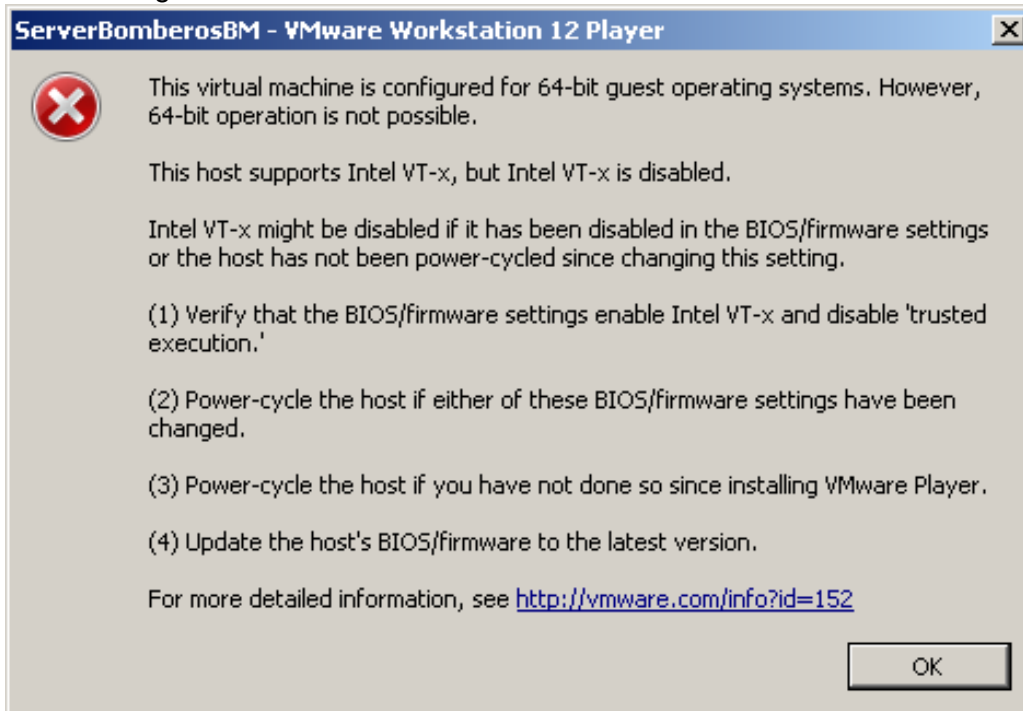 ServerBomberosBM - VMware Workstation 12 Player
This virtual machine is configured for 64-bit guest operating systems. However,
64-bit operation is not possible.
This host supports Intel VT-x, but Intel VT-x is disabled.
Intel VT-x might be disabled if it has been disabled in the BIOS/firmware settings
or the host has not been power-cycled since changing this setting.
(1) Verify that the BIOS/firmware settings enable Intel VT-x and disable 'trusted
execution.'
(2) Power-cycle the host if either of these BIOS/firmware settings have been
changed.
(3) Power-cycle the host if you have not done so since installing VMware Player.
(4) Update the host's BIOS/firmware to the latest version.
For more detailed information, see http://vmware.com/info?id=152
OK